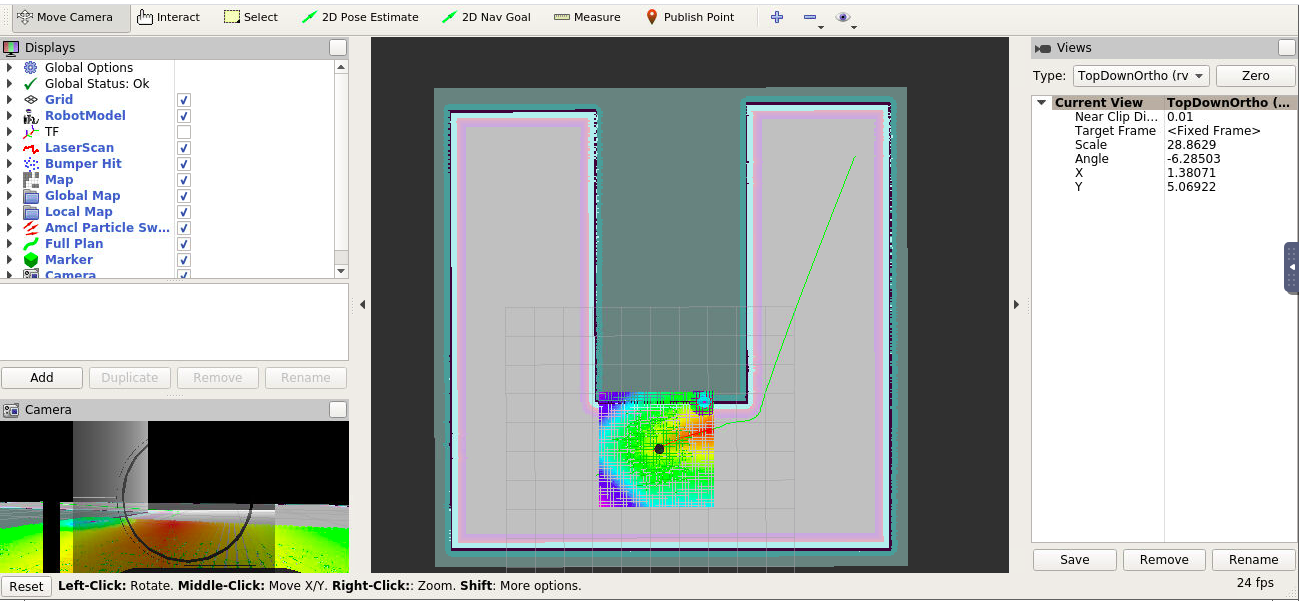 Move Camera Interact Select 2D Pose Estimate 2D Nav Goal Measure Publish Point
Displays
Global Options
Global Status: Ok
Grid
RobotModel
TF
LaserScan
Bumper Hit
Map
Global Map
Local Map
Amcl Particle Sw...
Full Plan
Marker
Camera
Add Duplicate Remove Rename
Camera
Reset Left-Click: Rotate. Middle-Click: Move X/Y. Right-Click:: Zoom. Shift: More options.
Views
Type: TopDownOrtho (rv Zero
Current View TopDownOrtho (...
Near Clip Di... 0.01
Target Frame <Fixed Frame>
Scale 28.8629
Angle -6.28503
X 1.38071
Y 5.06922
Save Remove Rename
24 fps